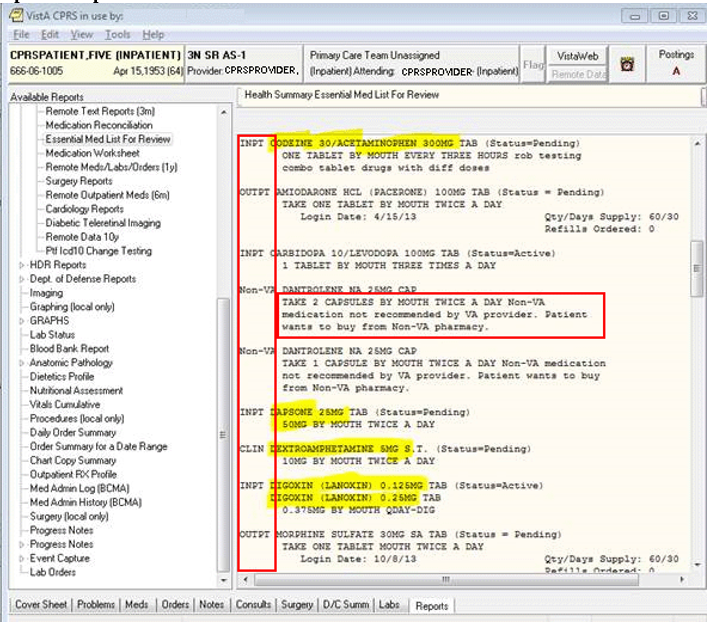 VistA CPRS in use by:
File Edit View Tools Help
CPRSPATIENT,FIVE (INPATIENT) 3N SR AS-1 Primary Care Team Unassigned Flag VistaWeb Postings
666-06-1005 Apr 15,1953 (64) Provider: CPRSPROVIDER, (Inpatient) Attending: CPRSPROVIDER- (Inpatient) Remote Data A
Available Reports
Remote Text Reports (3m)
Medication Reconciliation
Essential Med List For Review
Medication Worksheet
Remote Meds/Labs/Orders (1y)
Surgery Reports
Remote Outpatient Meds (6m)
Cardiology Reports
Diabetic Teleretinal Imaging
Remote Data 10y
Ptf Icd10 Change Testing
HDR Reports
Dept. of Defense Reports
Imaging
Graphing (local only)
GRAPHS
Lab Status
Blood Bank Report
Anatomic Pathology
Dietetics Profile
Nutritional Assessment
Vitals Cumulative
Procedures (local only)
Daily Order Summary
Order Summary for a Date Range
Chart Copy Summary
Outpatient RX Profile
Med Admin Log (BCMA)
Med Admin History (BCMA)
Surgery (local only)
Progress Notes
Progress Notes
Event Capture
Lab Orders
Health Summary Essential Med List For Review
INPT CODEINE 30/ACETAMINOPHEN 300MG TAB (Status=Pending)
ONE TABLET BY MOUTH EVERY THREE HOURS rob testing
combo tablet drugs with diff doses
OUTPT AMIODARONE HCL (PACERONE) 100MG TAB (Status = Pending)
TAKE ONE TABLET BY MOUTH TWICE A DAY
Login Date: 4/15/13 Qty/Days Supply: 60/30
Refills Ordered: 0
INPT CARBIDOPA 10/LEVODOPA 100MG TAB (Status=Active)
1 TABLET BY MOUTH THREE TIMES A DAY
Non-VA DANTROLENE NA 25MG CAP
TAKE 2 CAPSULES BY MOUTH TWICE A DAY Non-VA
medication not recommended by VA provider. Patient
wants to buy from Non-VA pharmacy.
Non-VA DANTROLENE NA 25MG CAP
TAKE 1 CAPSULE BY MOUTH TWICE A DAY Non-VA medication
not recommended by VA provider. Patient wants to buy
from Non-VA pharmacy.
INPT DAPSONE 25MG TAB (Status=Pending)
50MG BY MOUTH TWICE A DAY
CLIN DEXTROAMPHETAMINE 5MG S.T. (Status=Pending)
10MG BY MOUTH TWICE A DAY
INPT DIGOXIN (LANOXIN) 0.125MG TAB (Status=Active)
DIGOXIN (LANOXIN) 0.25MG TAB
0.375MG BY MOUTH QDAY-DIG
OUTPT MORPHINE SULFATE 30MG SA TAB (Status = Pending)
TAKE ONE TABLET MOUTH TWICE A DAY
Login Date: 10/8/13 Qty/Days Supply: 60/30
Refills Ordered: 0
Cover Sheet Problems Meds Orders Notes Consults Surgery D/C Summ Labs Reports